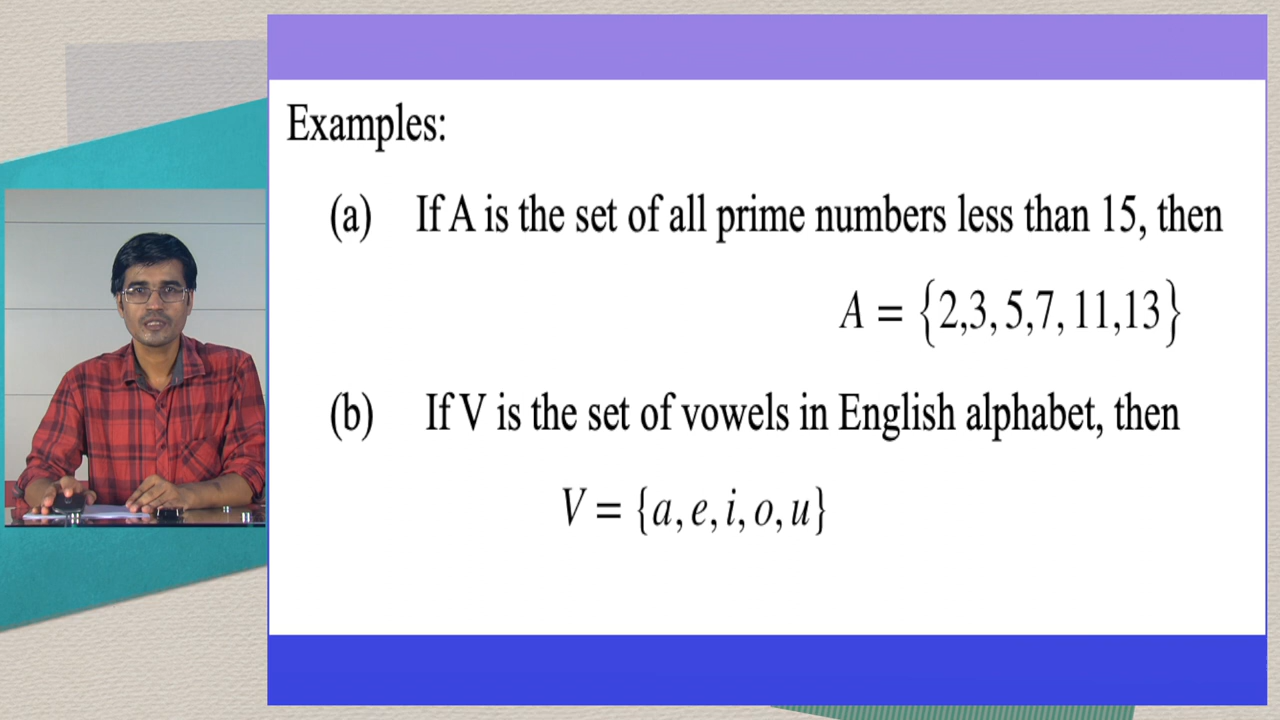 Examples:
(a) If A is the set of all prime numbers less than 15, then
A = {2,3, 5,7, 11,13}
(b) If V is the set of vowels in English alphabet, then
V = {a, e, i, o, u}